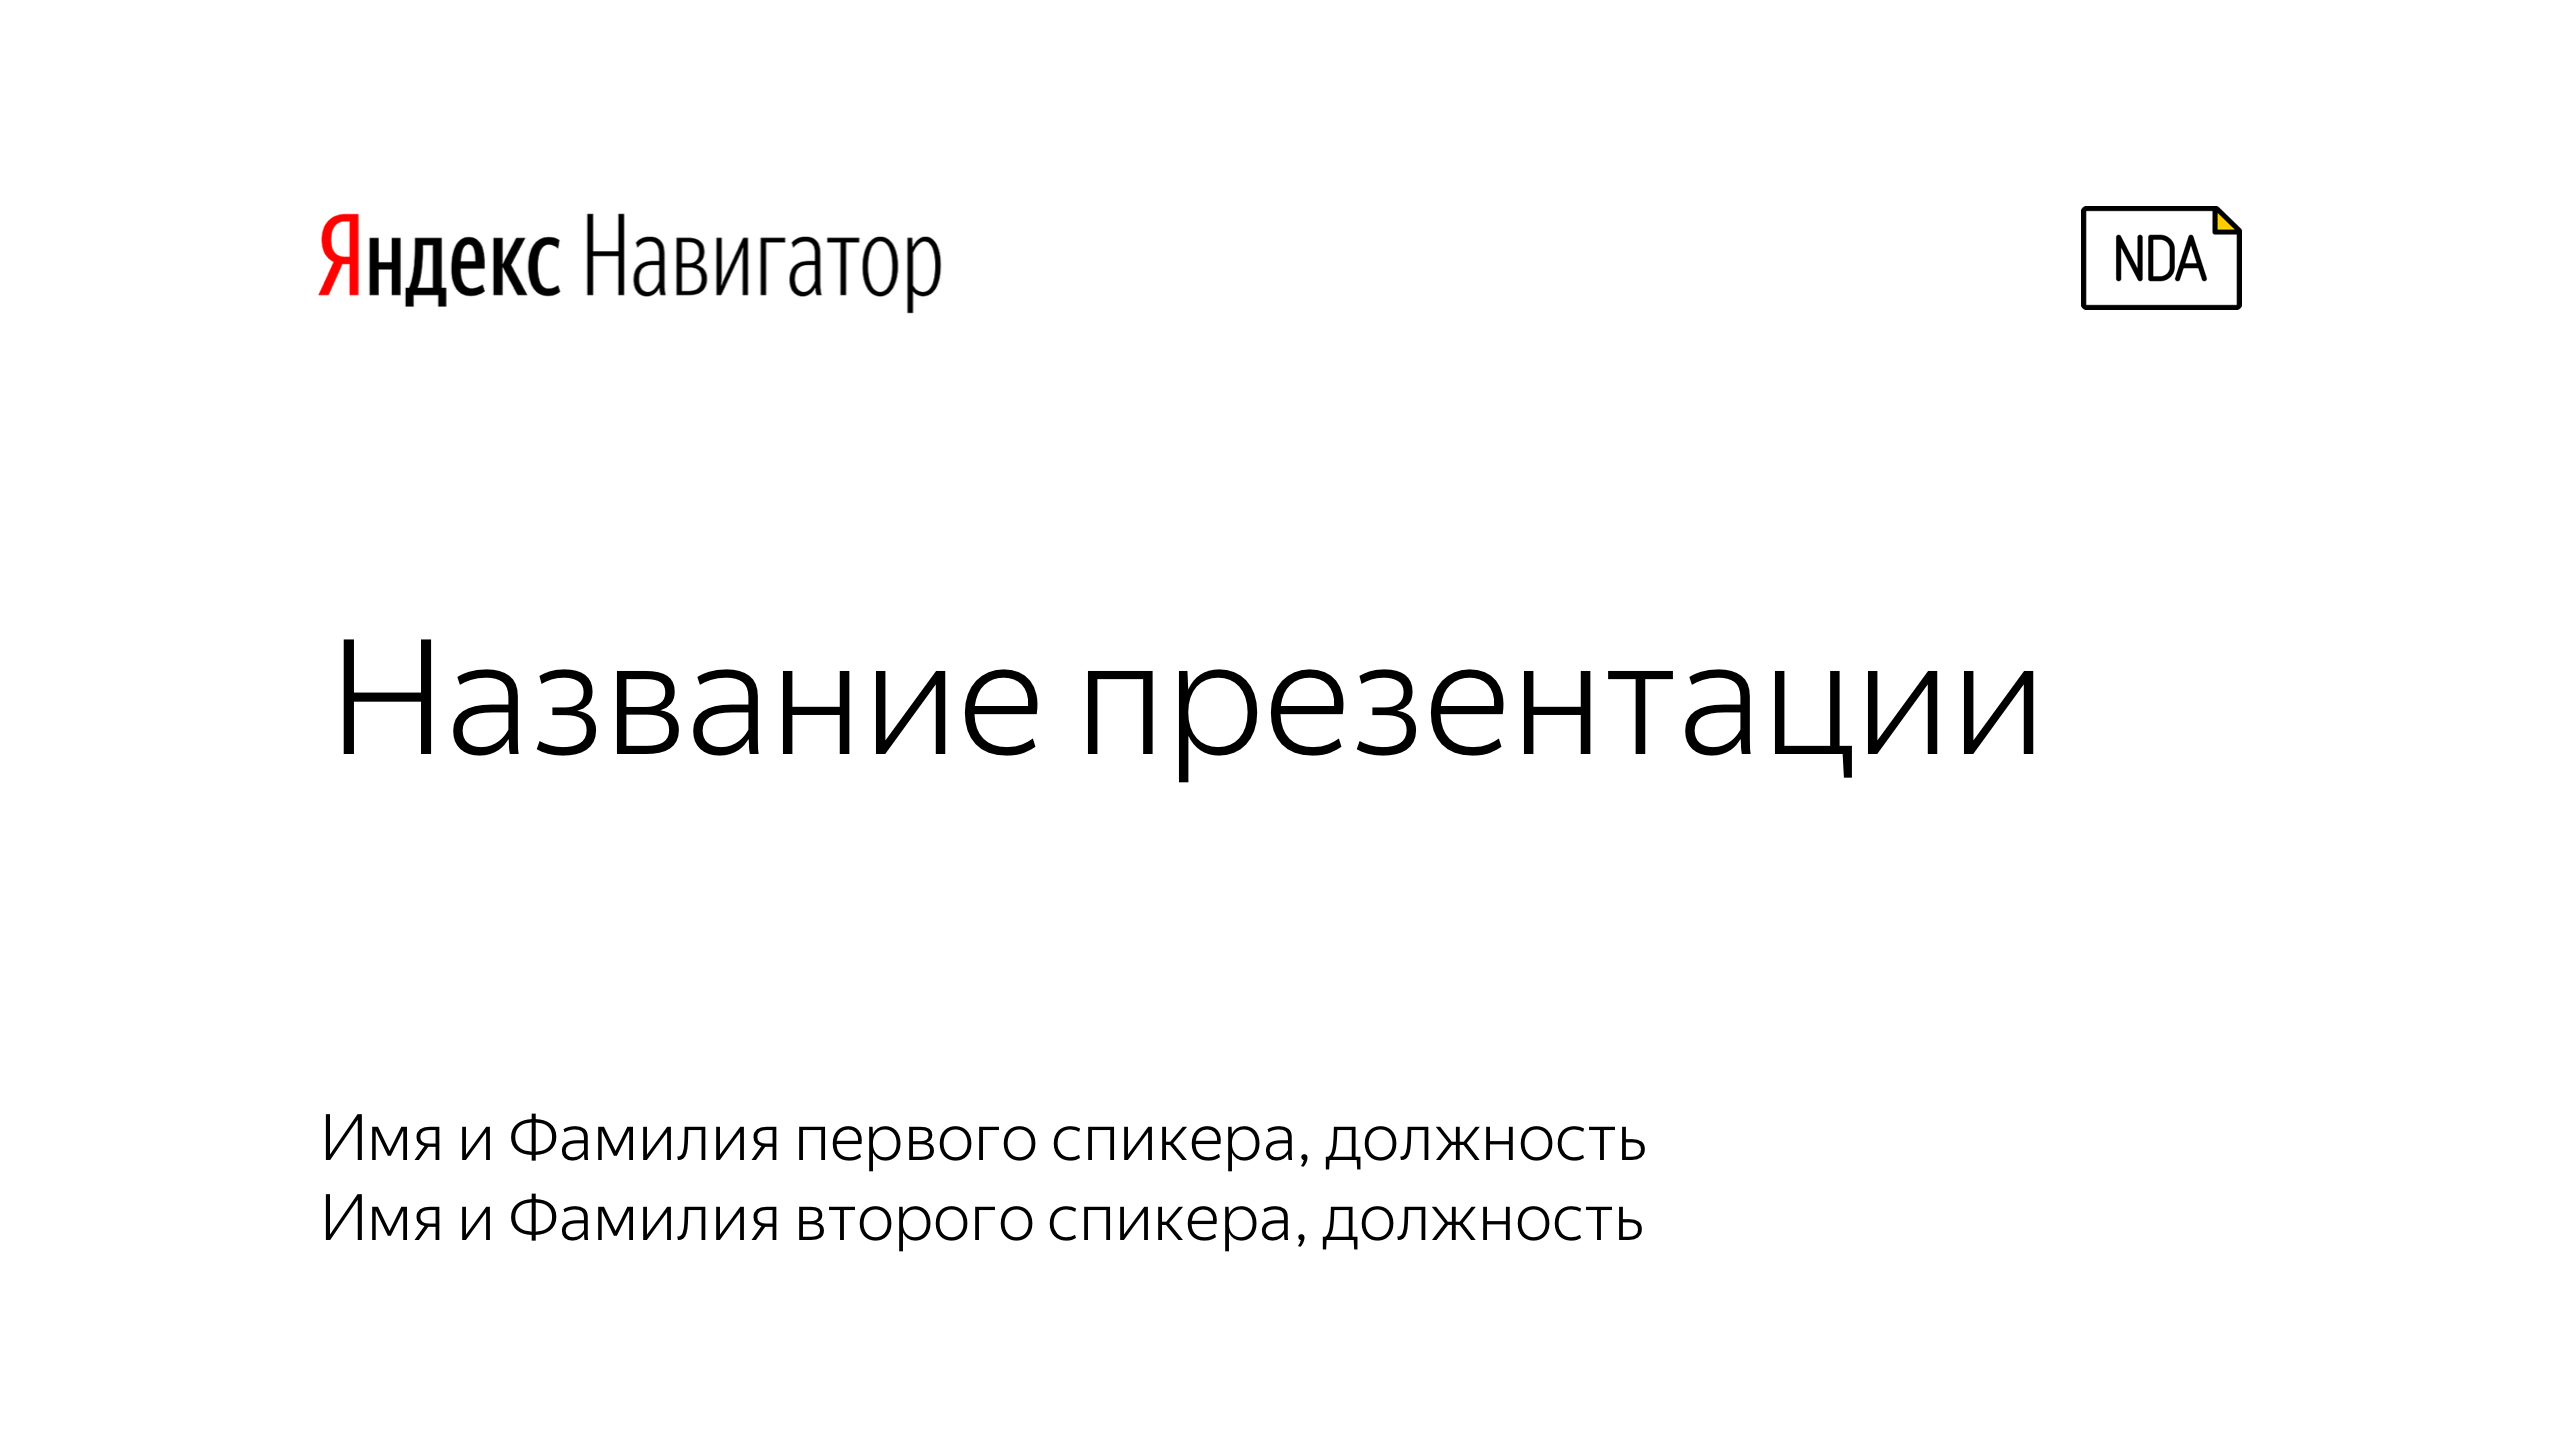 Яндекс Навигатор
NDA
Название презентации
Имя и Фамилия первого спикера, должность
Имя и Фамилия второго спикера, должность